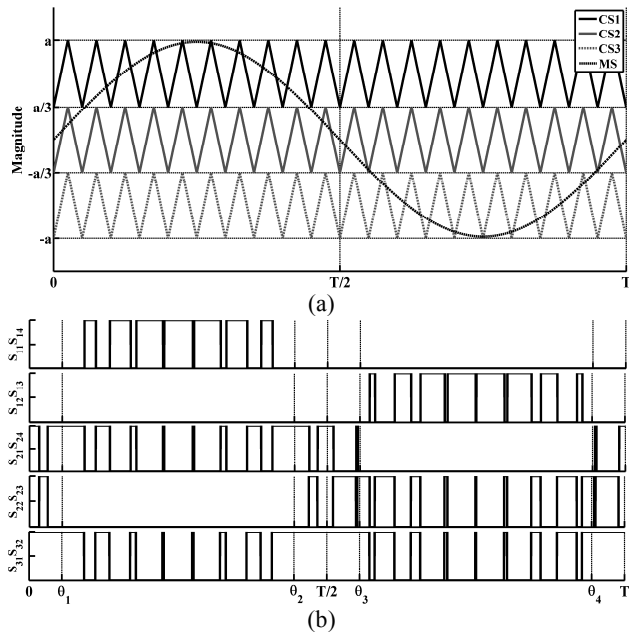 CS1
CS2
CS3
MS
Magnitude
a
a/3
-a/3
-a
0
T/2
T
(a)
S₁₁S₁₄
S₁₂S₁₃
S₂₁S₂₄
S₂₂S₂₃
S₃₁S₃₂
0
θ₁
θ₂
T/2
θ₃
θ₄
T
(b)